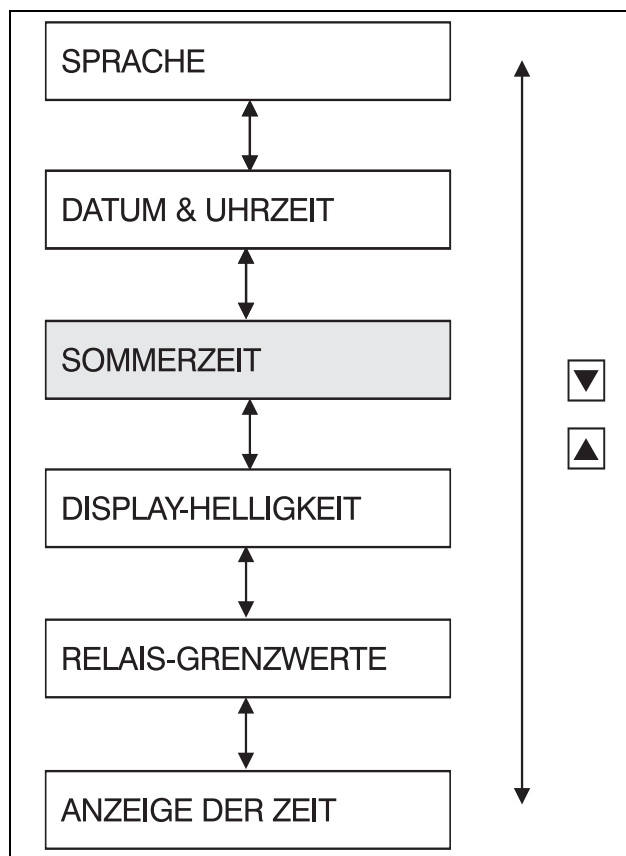 SPRACHE
DATUM & UHRZEIT
SOMMERZEIT
DISPLAY-HELLIGKEIT
RELAIS-GRENZWERTE
ANZEIGE DER ZEIT